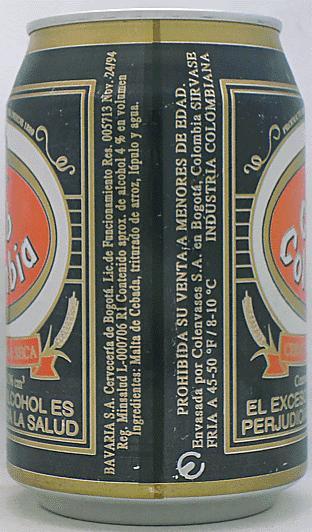 BAVARIA S.A. Cervecería de Bogotá. Lic.de Funcionamiento Res. 005713 Nov. 24/94
Reg. Minsalud L-000706 R1 Contenido aprox. de alcohol 4 % en volumen
Ingredientes: Malta de Cebada, triturado de arroz, lúpulo y agua.
PROHIBIDA SU VENTA A MENORES DE EDAD.
Envasada por Colenvases S.A. en Bogotá, Colombia SIRVASE
FRIA A 45-50 °F / 8-10 °C INDUSTRIA COLOMBIANA
ALCOHOL ES
LA SALUD
EL EXCES
PERJUDIC